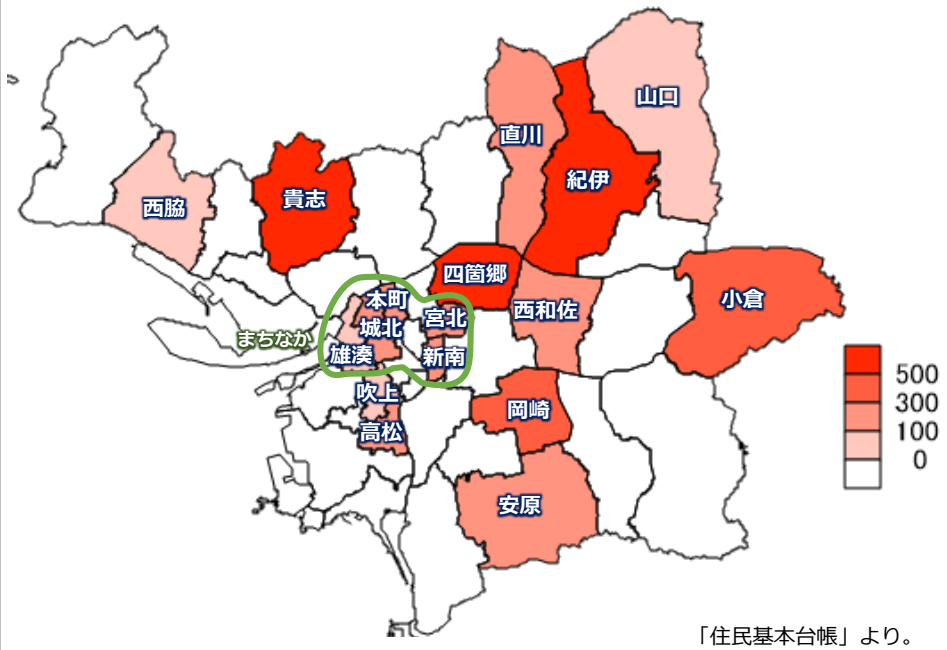 山口
直川
紀伊
西脇
貴志
四箇郷
小倉
本町
西和佐
宮北
城北
まちなか
雄湊
新南
吹上
岡崎
高松
安原
500
300
100
0
「住民基本台帳」より。